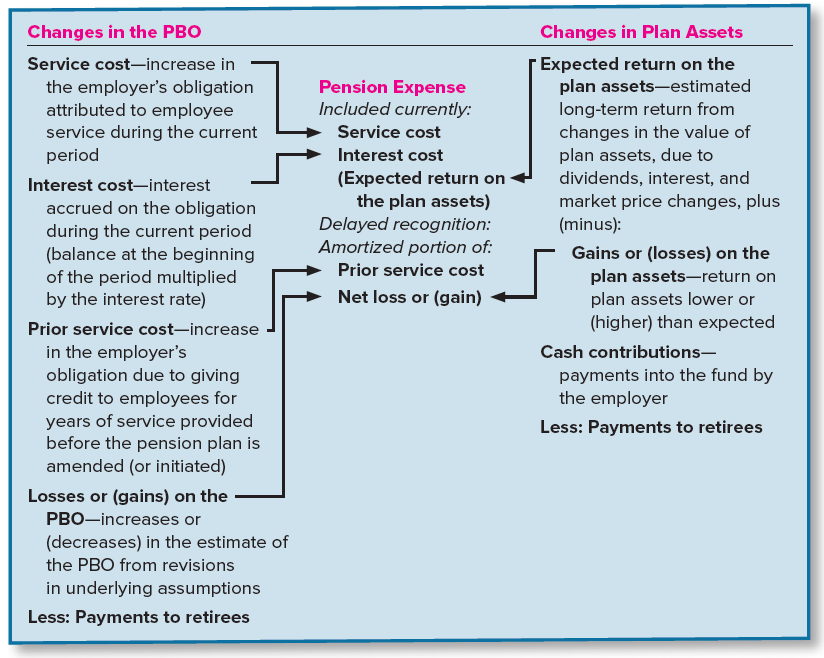 Changes in the PBO
Service cost—increase in
the employer's obligation
attributed to employee
service during the current
period
Interest cost—interest
accrued on the obligation
during the current period
(balance at the beginning
of the period multiplied
by the interest rate)
Prior service cost—increase
in the employer's
obligation due to giving
credit to employees for
years of service provided
before the pension plan is
amended (or initiated)
Losses or (gains) on the
PBO—increases or
(decreases) in the estimate of
the PBO from revisions
in underlying assumptions
Less: Payments to retirees
Pension Expense
Included currently:
Service cost
Interest cost
(Expected return on
the plan assets)
Delayed recognition:
Amortized portion of:
Prior service cost
Net loss or (gain)
Changes in Plan Assets
Expected return on the
plan assets—estimated
long-term return from
changes in the value of
plan assets, due to
dividends, interest, and
market price changes, plus
(minus):
Gains or (losses) on the
plan assets—return on
plan assets lower or
(higher) than expected
Cash contributions—
payments into the fund by
the employer
Less: Payments to retirees